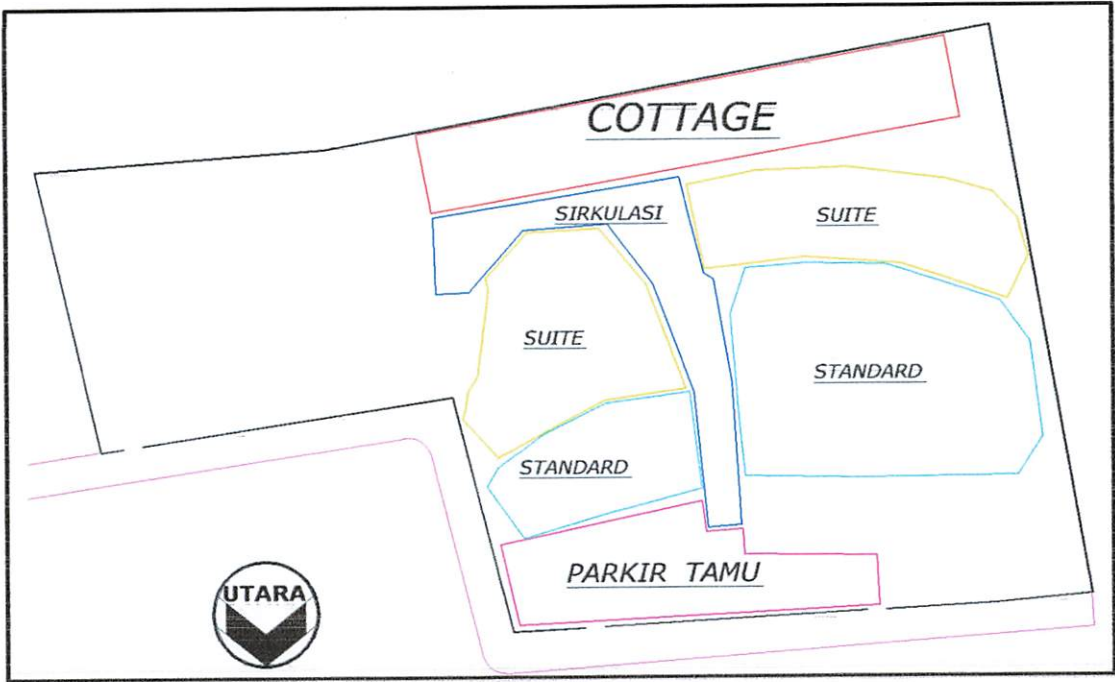 COTTAGE
SIRKULASI
SUITE
SUITE
STANDARD
STANDARD
PARKIR TAMU
UTARA